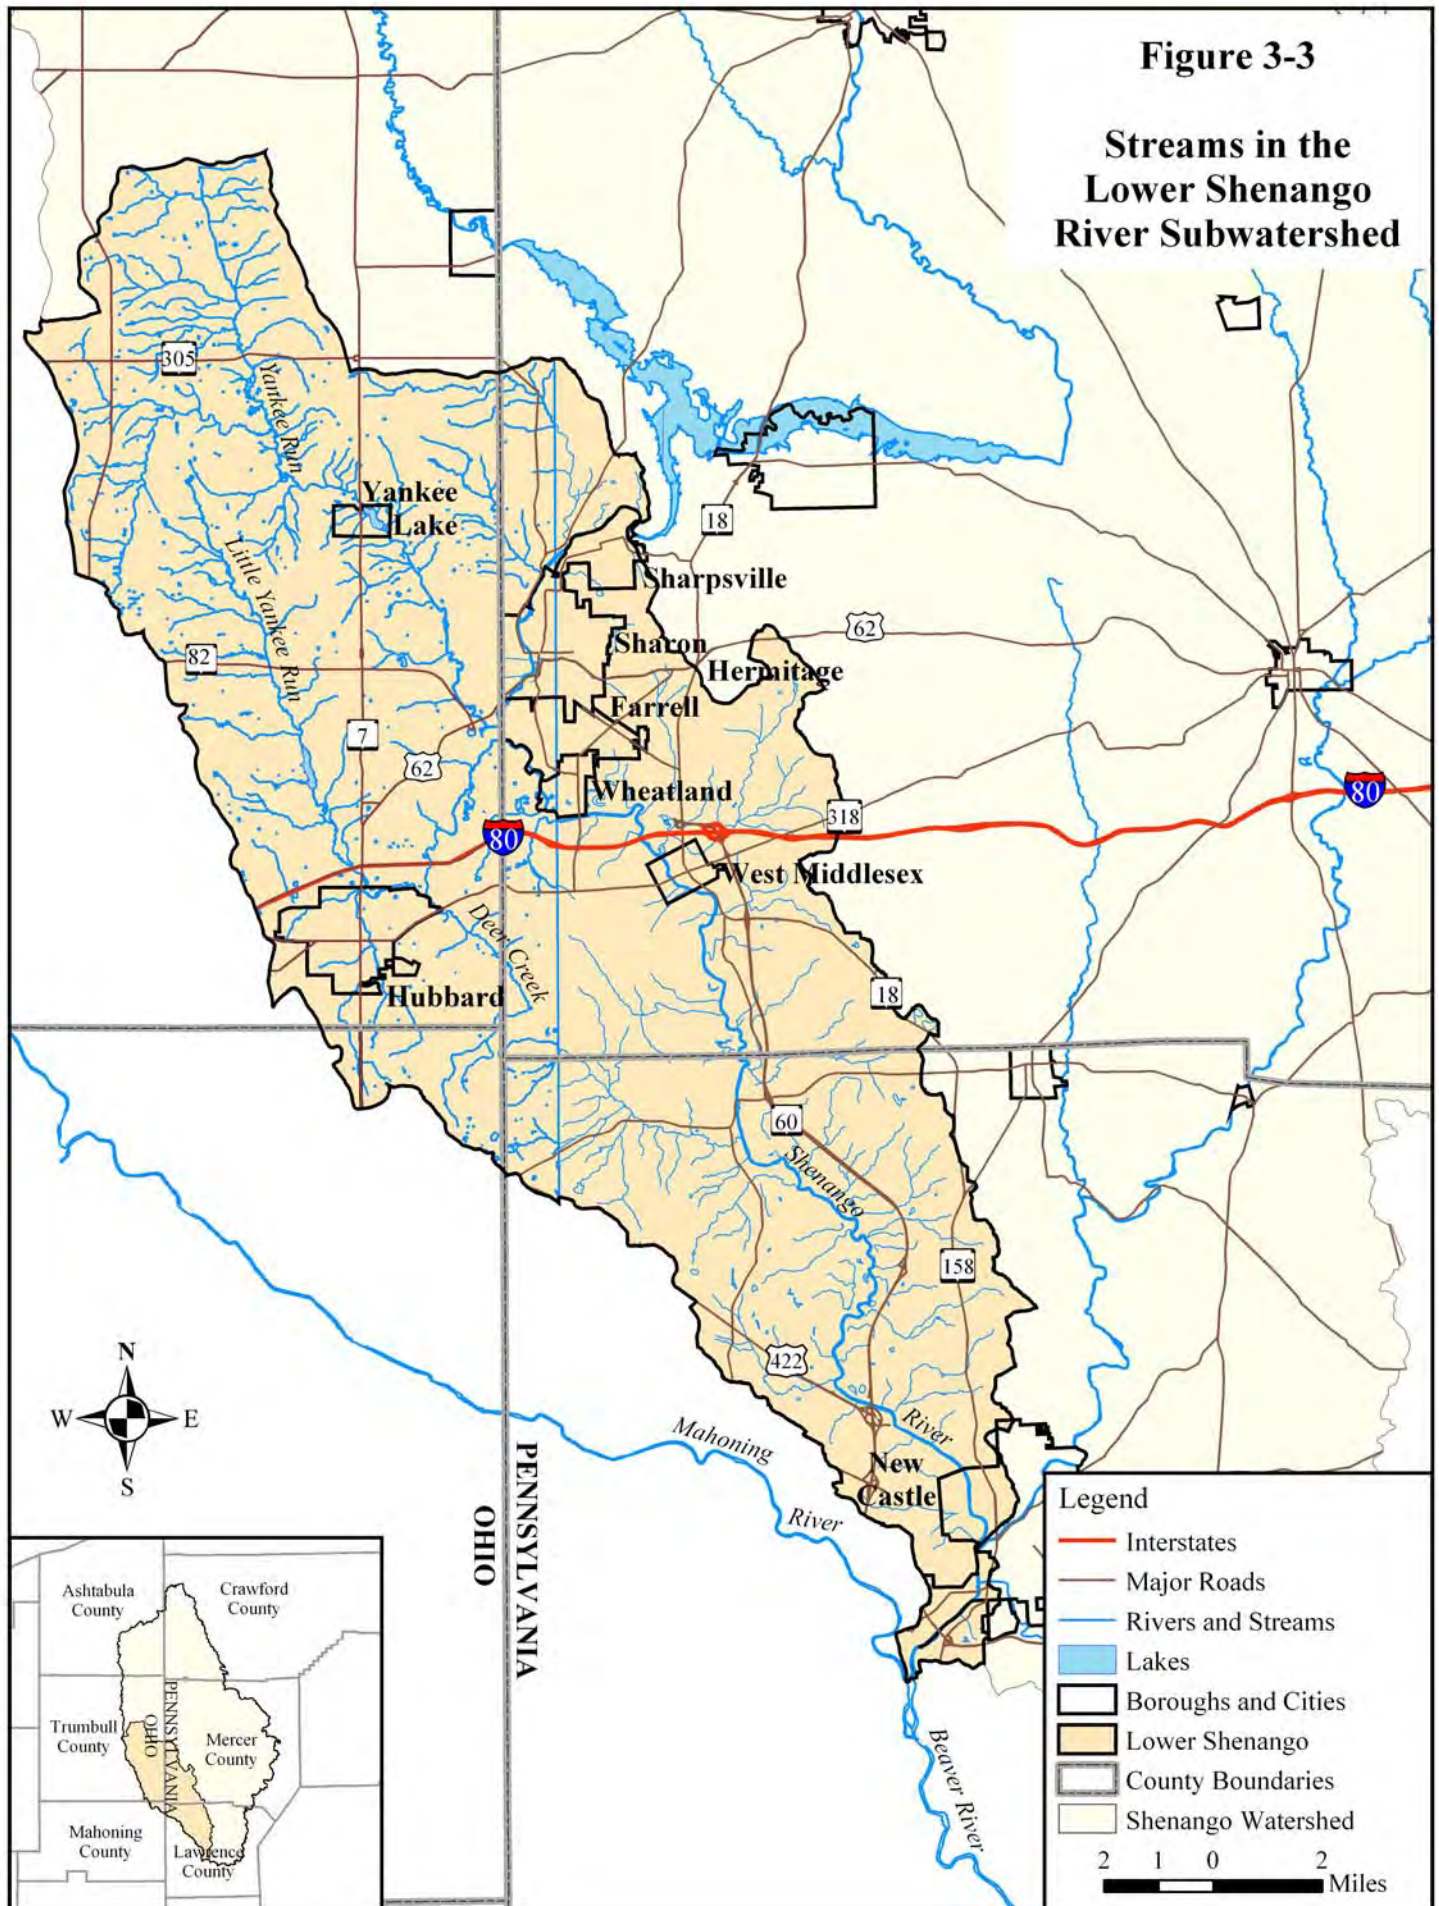 Figure 3-3
Streams in the
Lower Shenango
River Subwatershed
305
Yankee Run
Yankee
Lake
18
Little Yankee Run
Sharpsville
62
Sharon
82
Hermitage
Farrell
7
62
Wheatland
80
318
80
West Middlesex
Deer Creek
18
Hubbard
60
Shenango
158
422
N
W
E
S
River
Mahoning
PENNSYLVANIA
OHIO
New
Castle
River
Beaver River
Legend
Interstates
Major Roads
Rivers and Streams
Lakes
Boroughs and Cities
Lower Shenango
County Boundaries
Shenango Watershed
2 1 0 2
Miles
Ashtabula
County
Crawford
County
PENNSYLVANIA
OHIO
Trumbull
County
Mercer
County
Mahoning
County
Lawrence
County